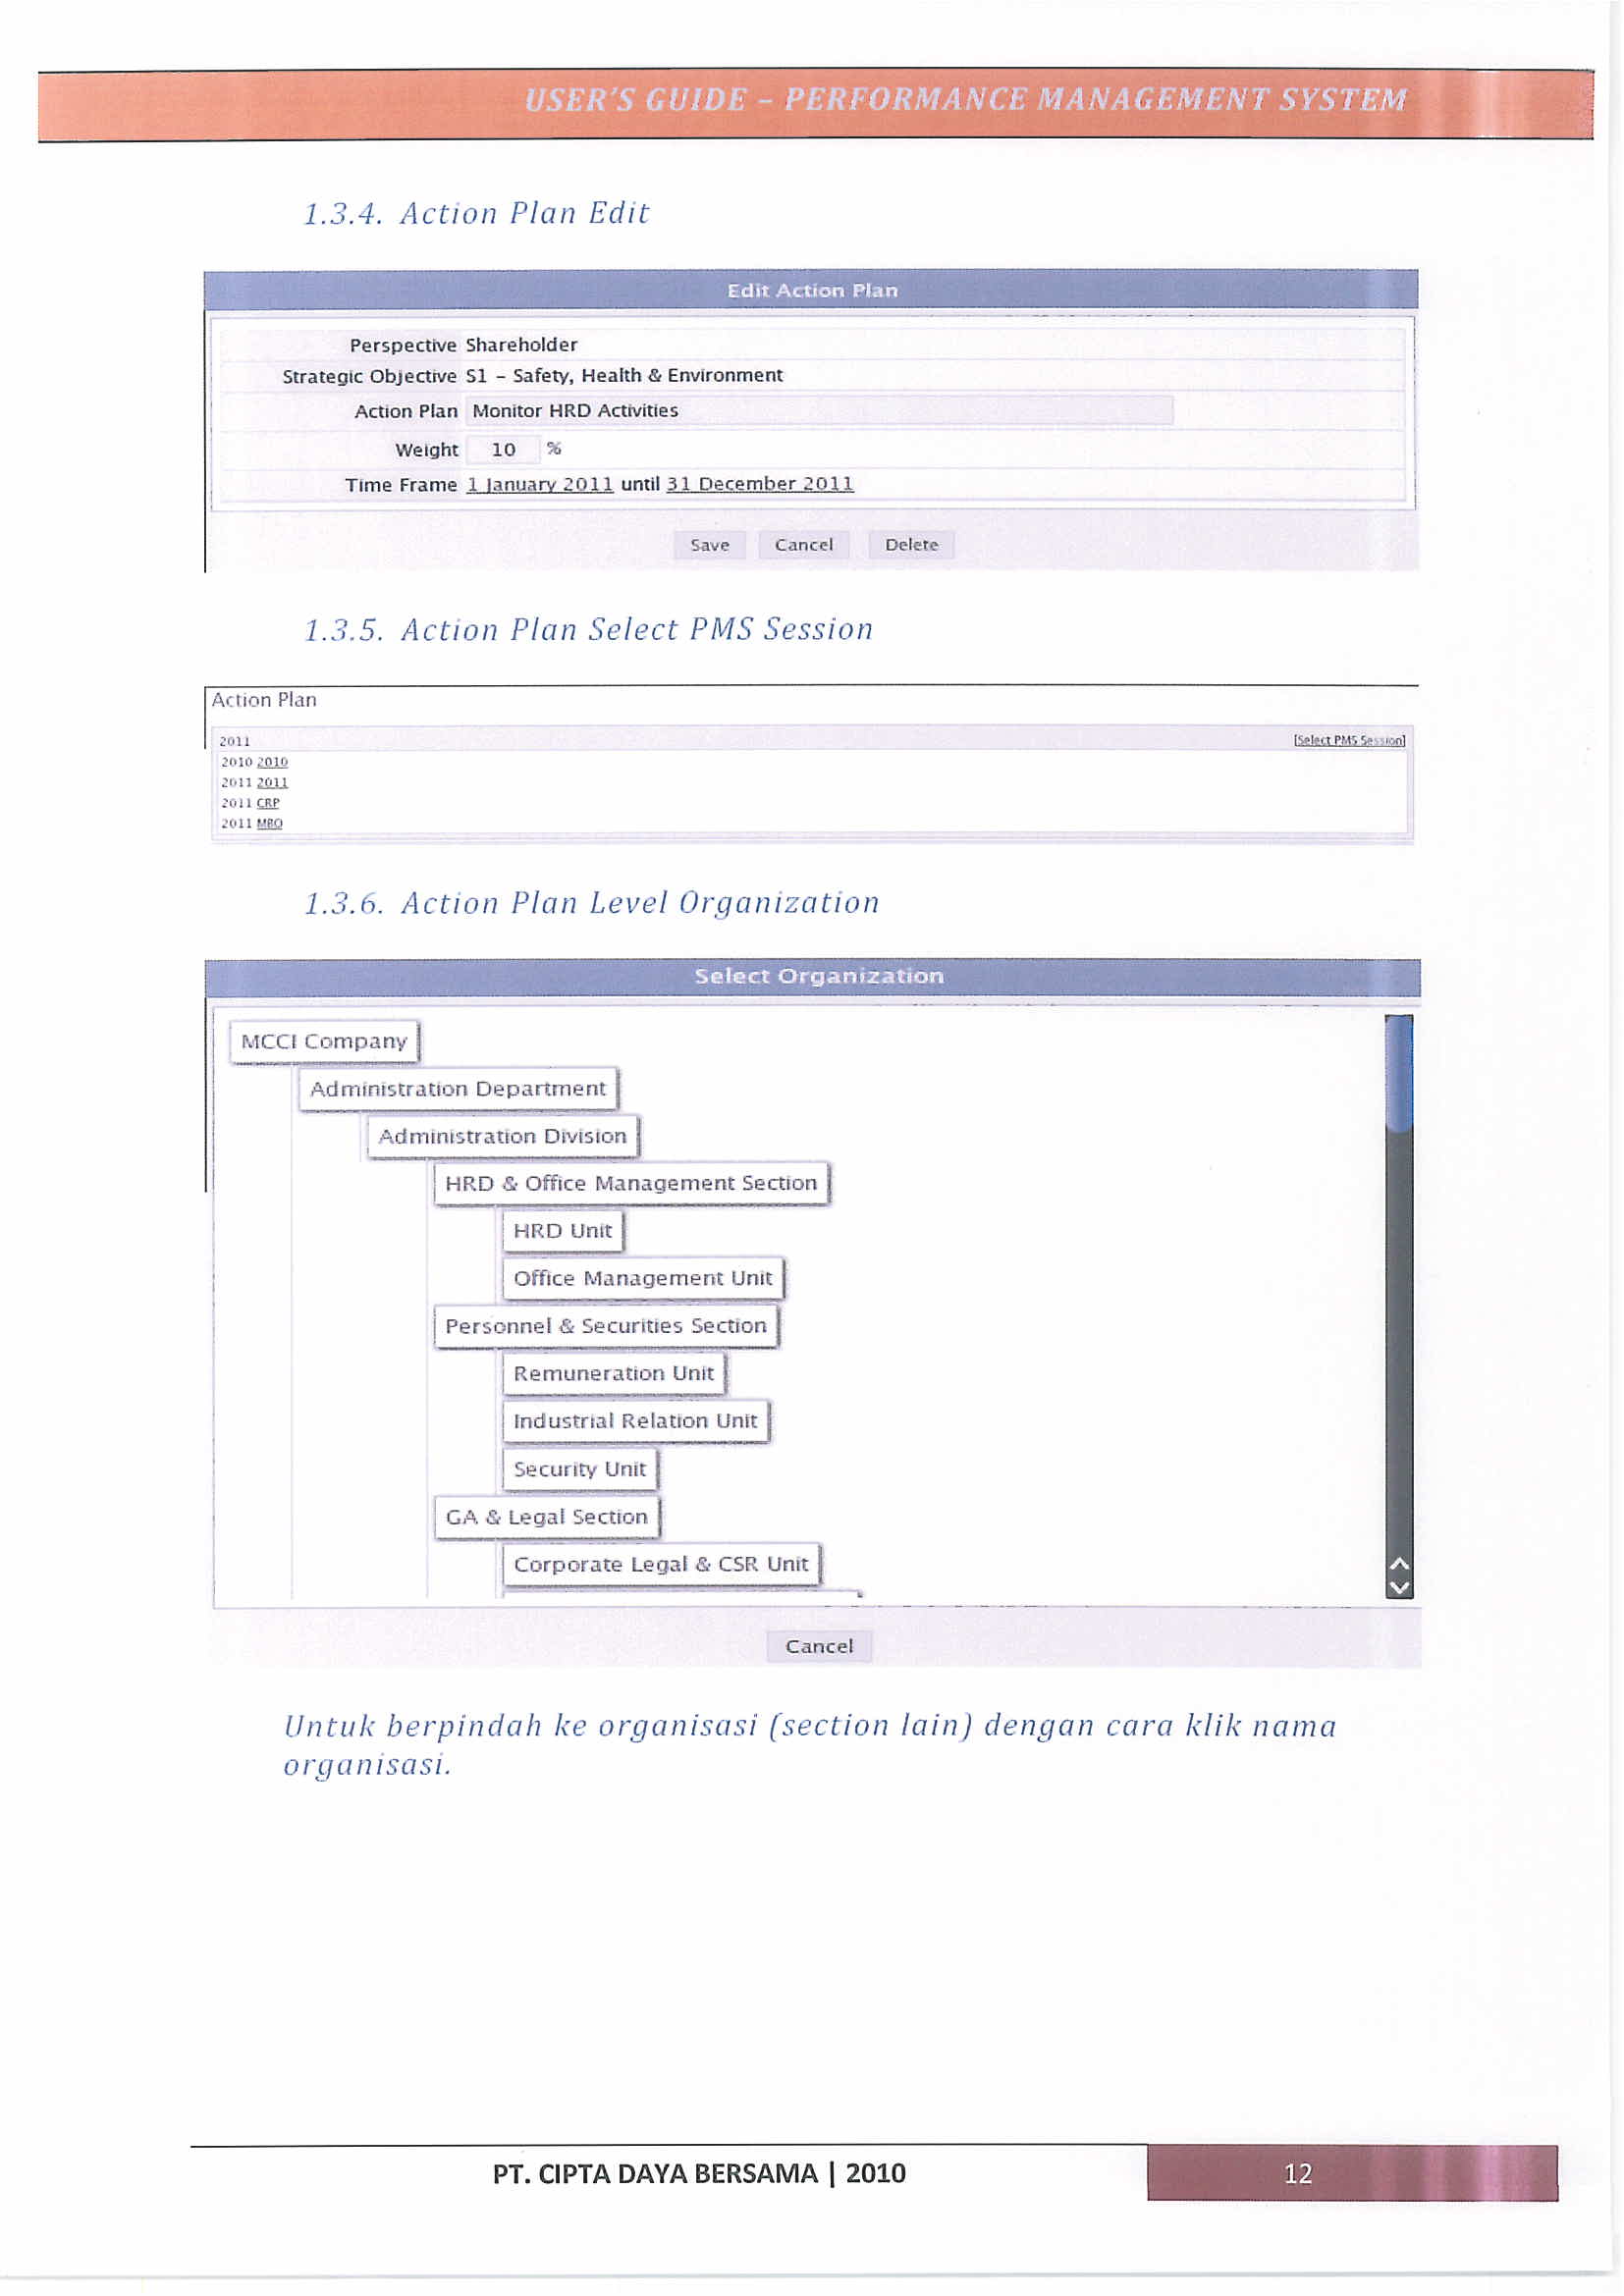 USER'S GUIDE – PERFORMANCE MANAGEMENT SYSTEM
1.3.4. Action Plan Edit
Edit Action Plan
Perspective Shareholder
Strategic Objective S1 – Safety, Health & Environment
Action Plan Monitor HRD Activities
Weight 10 %
Time Frame 1 January 2011 until 31 December 2011
Save Cancel Delete
1.3.5. Action Plan Select PMS Session
Action Plan
2011 [Select PMS Session]
2010 2010
2011 2011
2011 CRP
2011 MBO
1.3.6. Action Plan Level Organization
Select Organization
MCCI Company
Administration Department
Administration Division
HRD & Office Management Section
HRD Unit
Office Management Unit
Personnel & Securities Section
Remuneration Unit
Industrial Relation Unit
Security Unit
GA & Legal Section
Corporate Legal & CSR Unit
Cancel
Untuk berpindah ke organisasi (section lain) dengan cara klik nama
organisasi.
PT. CIPTA DAYA BERSAMA | 2010 12